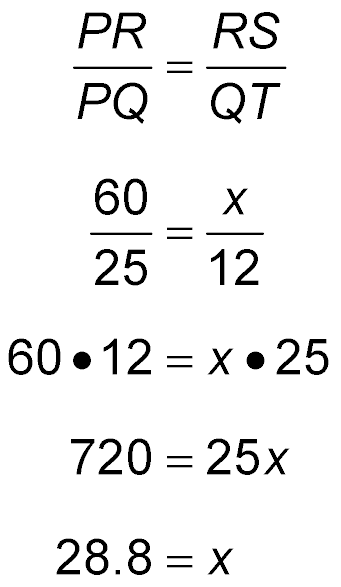 PR/PQ = RS/QT
60/25 = x/12
60 • 12 = x • 25
720 = 25x
28.8 = x